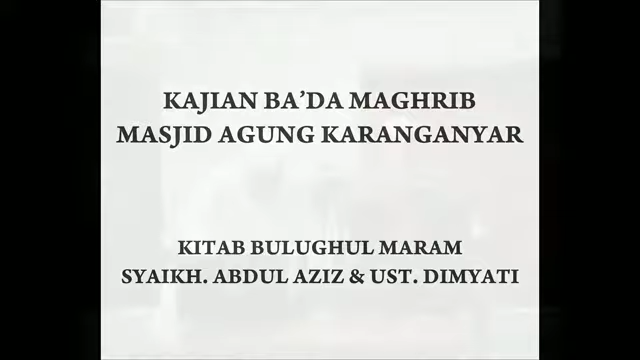 KAJIAN BA’DA MAGHRIB
MASJID AGUNG KARANGANYAR
KITAB BULUGHUL MARAM
SYAIKH. ABDUL AZIZ & UST. DIMYATI